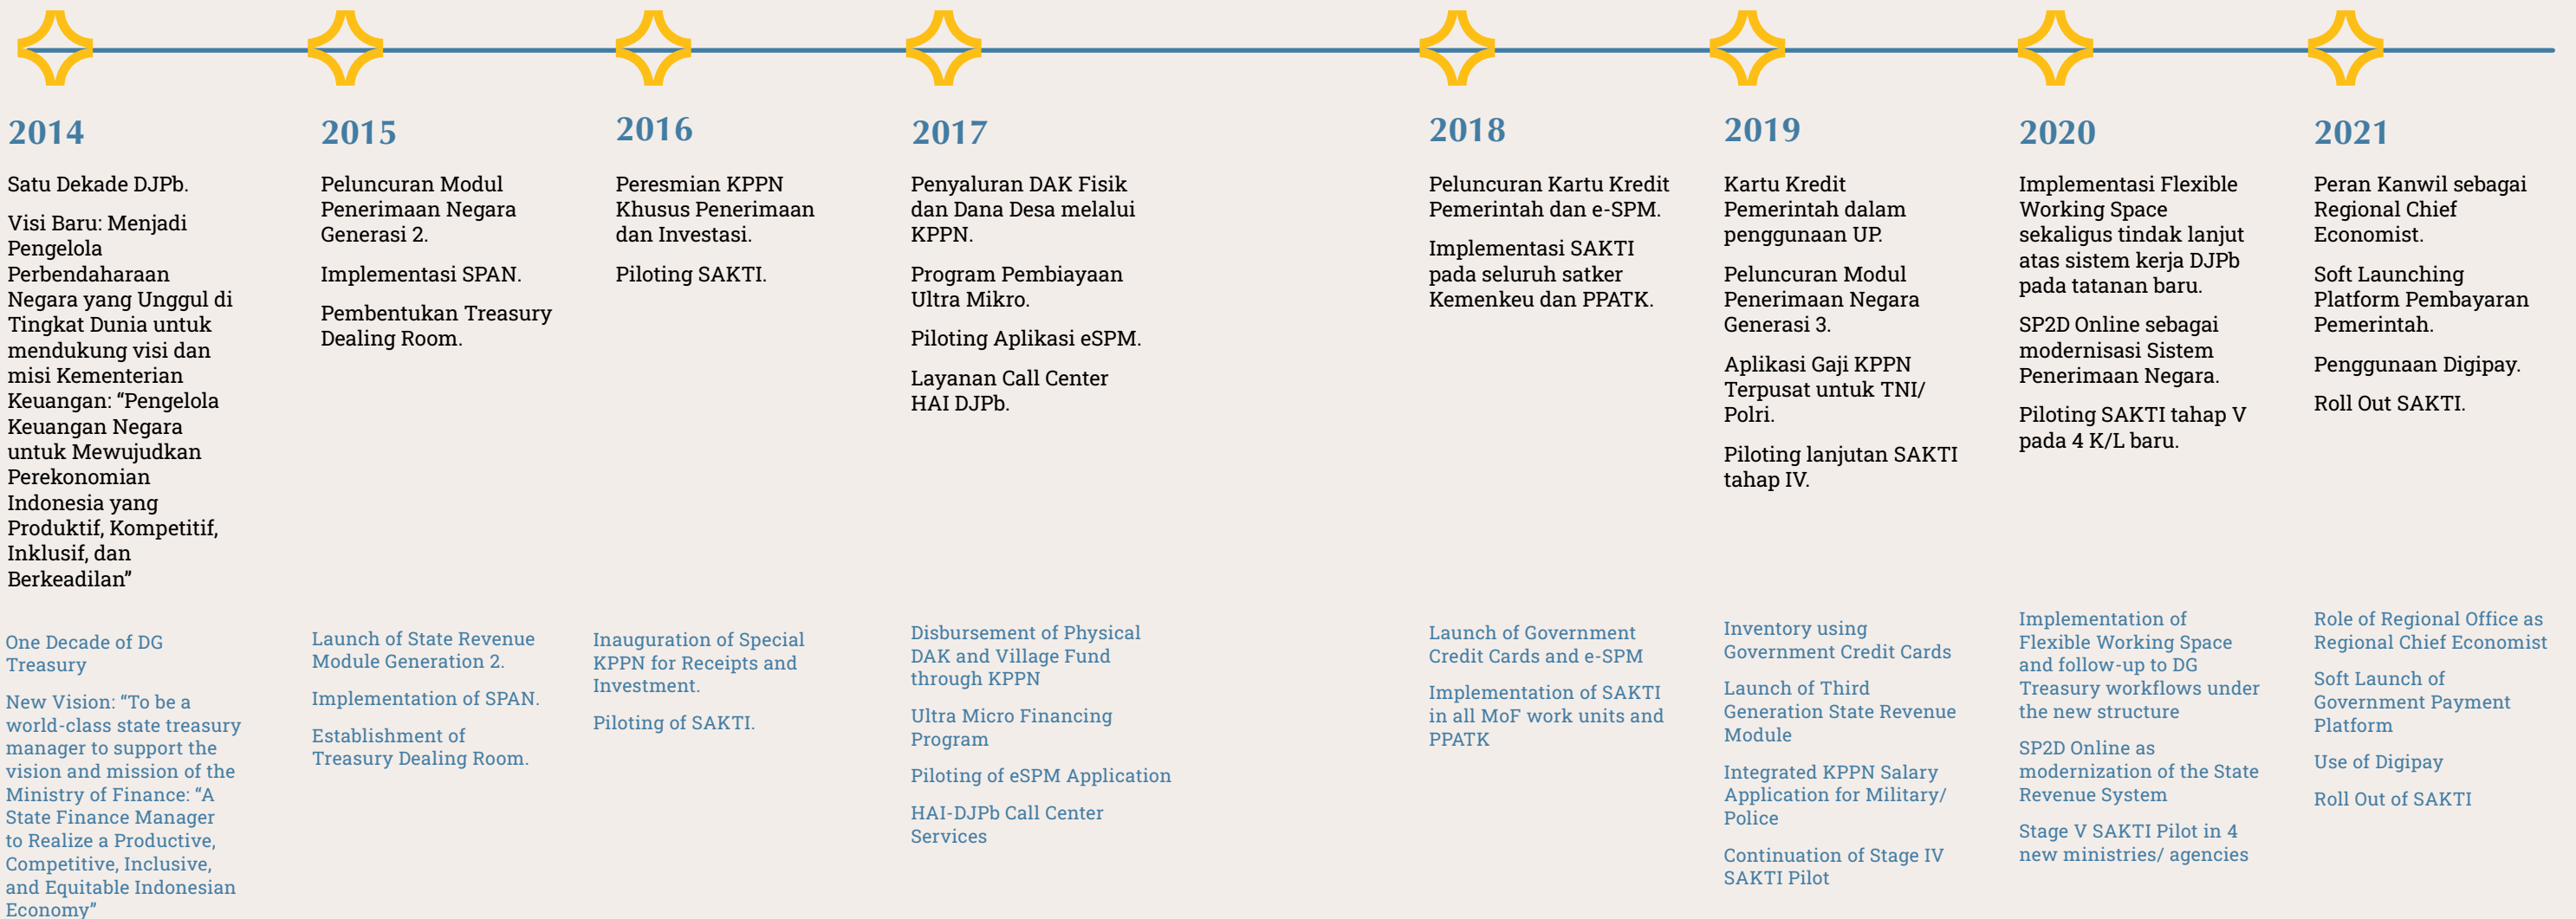 2014
Satu Dekade DJPb.
Visi Baru: Menjadi
Pengelola
Perbendaharaan
Negara yang Unggul di
Tingkat Dunia untuk
mendukung visi dan
misi Kementerian
Keuangan: “Pengelola
Keuangan Negara
untuk Mewujudkan
Perekonomian
Indonesia yang
Produktif, Kompetitif,
Inklusif, dan
Berkeadilan”
One Decade of DG
Treasury
New Vision: “To be a
world-class state treasury
manager to support the
vision and mission of the
Ministry of Finance: “A
State Finance Manager
to Realize a Productive,
Competitive, Inclusive,
and Equitable Indonesian
Economy”
2015
Peluncuran Modul
Penerimaan Negara
Generasi 2.
Implementasi SPAN.
Pembentukan Treasury
Dealing Room.
Launch of State Revenue
Module Generation 2.
Implementation of SPAN.
Establishment of
Treasury Dealing Room.
2016
Peresmian KPPN
Khusus Penerimaan
dan Investasi.
Piloting SAKTI.
Inauguration of Special
KPPN for Receipts and
Investment.
Piloting of SAKTI.
2017
Penyaluran DAK Fisik
dan Dana Desa melalui
KPPN.
Program Pembiayaan
Ultra Mikro.
Piloting Aplikasi eSPM.
Layanan Call Center
HAI DJPb.
Disbursement of Physical
DAK and Village Fund
through KPPN
Ultra Micro Financing
Program
Piloting of eSPM Application
HAI-DJPb Call Center
Services
2018
Peluncuran Kartu Kredit
Pemerintah dan e-SPM.
Implementasi SAKTI
pada seluruh satker
Kemenkeu dan PPATK.
Launch of Government
Credit Cards and e-SPM
Implementation of SAKTI
in all MoF work units and
PPATK
2019
Kartu Kredit
Pemerintah dalam
penggunaan UP.
Peluncuran Modul
Penerimaan Negara
Generasi 3.
Aplikasi Gaji KPPN
Terpusat untuk TNI/
Polri.
Piloting lanjutan SAKTI
tahap IV.
Inventory using
Government Credit Cards
Launch of Third
Generation State Revenue
Module
Integrated KPPN Salary
Application for Military/
Police
Continuation of Stage IV
SAKTI Pilot
2020
Implementasi Flexible
Working Space
sekaligus tindak lanjut
atas sistem kerja DJPb
pada tatanan baru.
SP2D Online sebagai
modernisasi Sistem
Penerimaan Negara.
Piloting SAKTI tahap V
pada 4 K/L baru.
Implementation of
Flexible Working Space
and follow-up to DG
Treasury workflows under
the new structure
SP2D Online as
modernization of the State
Revenue System
Stage V SAKTI Pilot in 4
new ministries/ agencies
2021
Peran Kanwil sebagai
Regional Chief
Economist.
Soft Launching
Platform Pembayaran
Pemerintah.
Penggunaan Digipay.
Roll Out SAKTI.
Role of Regional Office as
Regional Chief Economist
Soft Launch of
Government Payment
Platform
Use of Digipay
Roll Out of SAKTI